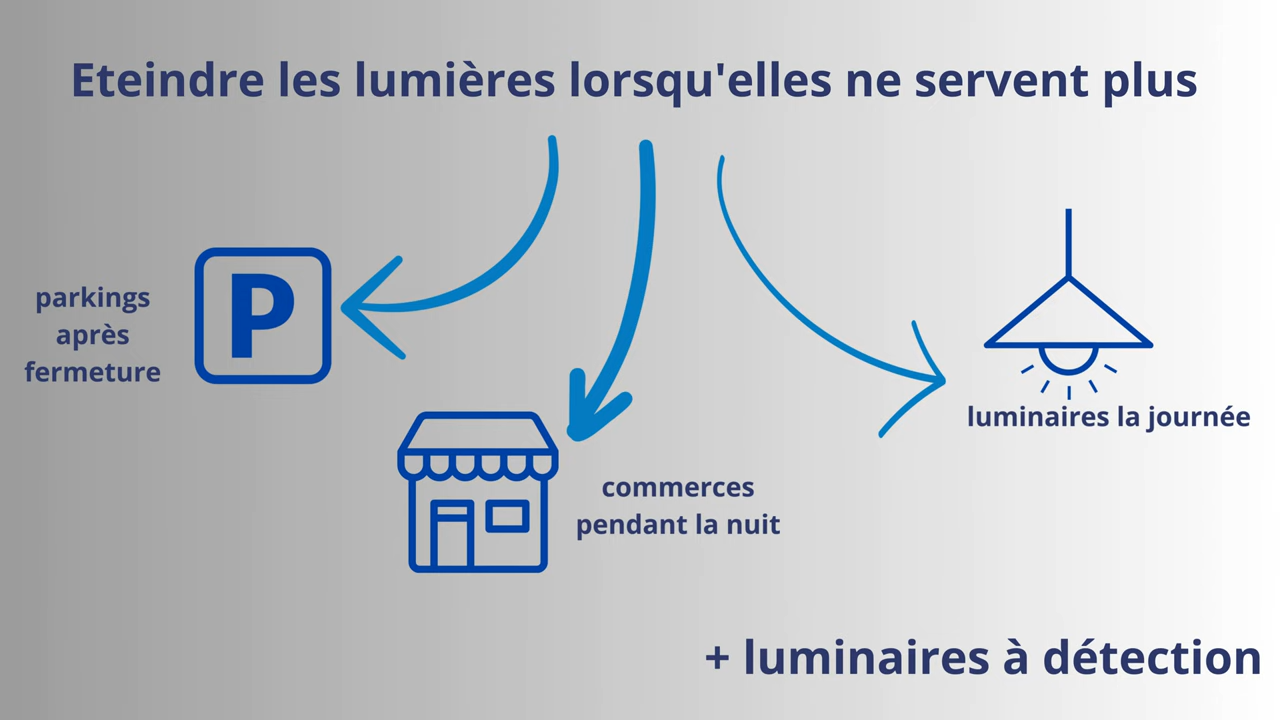 Eteindre les lumières lorsqu'elles ne servent plus
parkings
après
fermeture
P
commerces
pendant la nuit
luminaires la journée
+ luminaires à détection